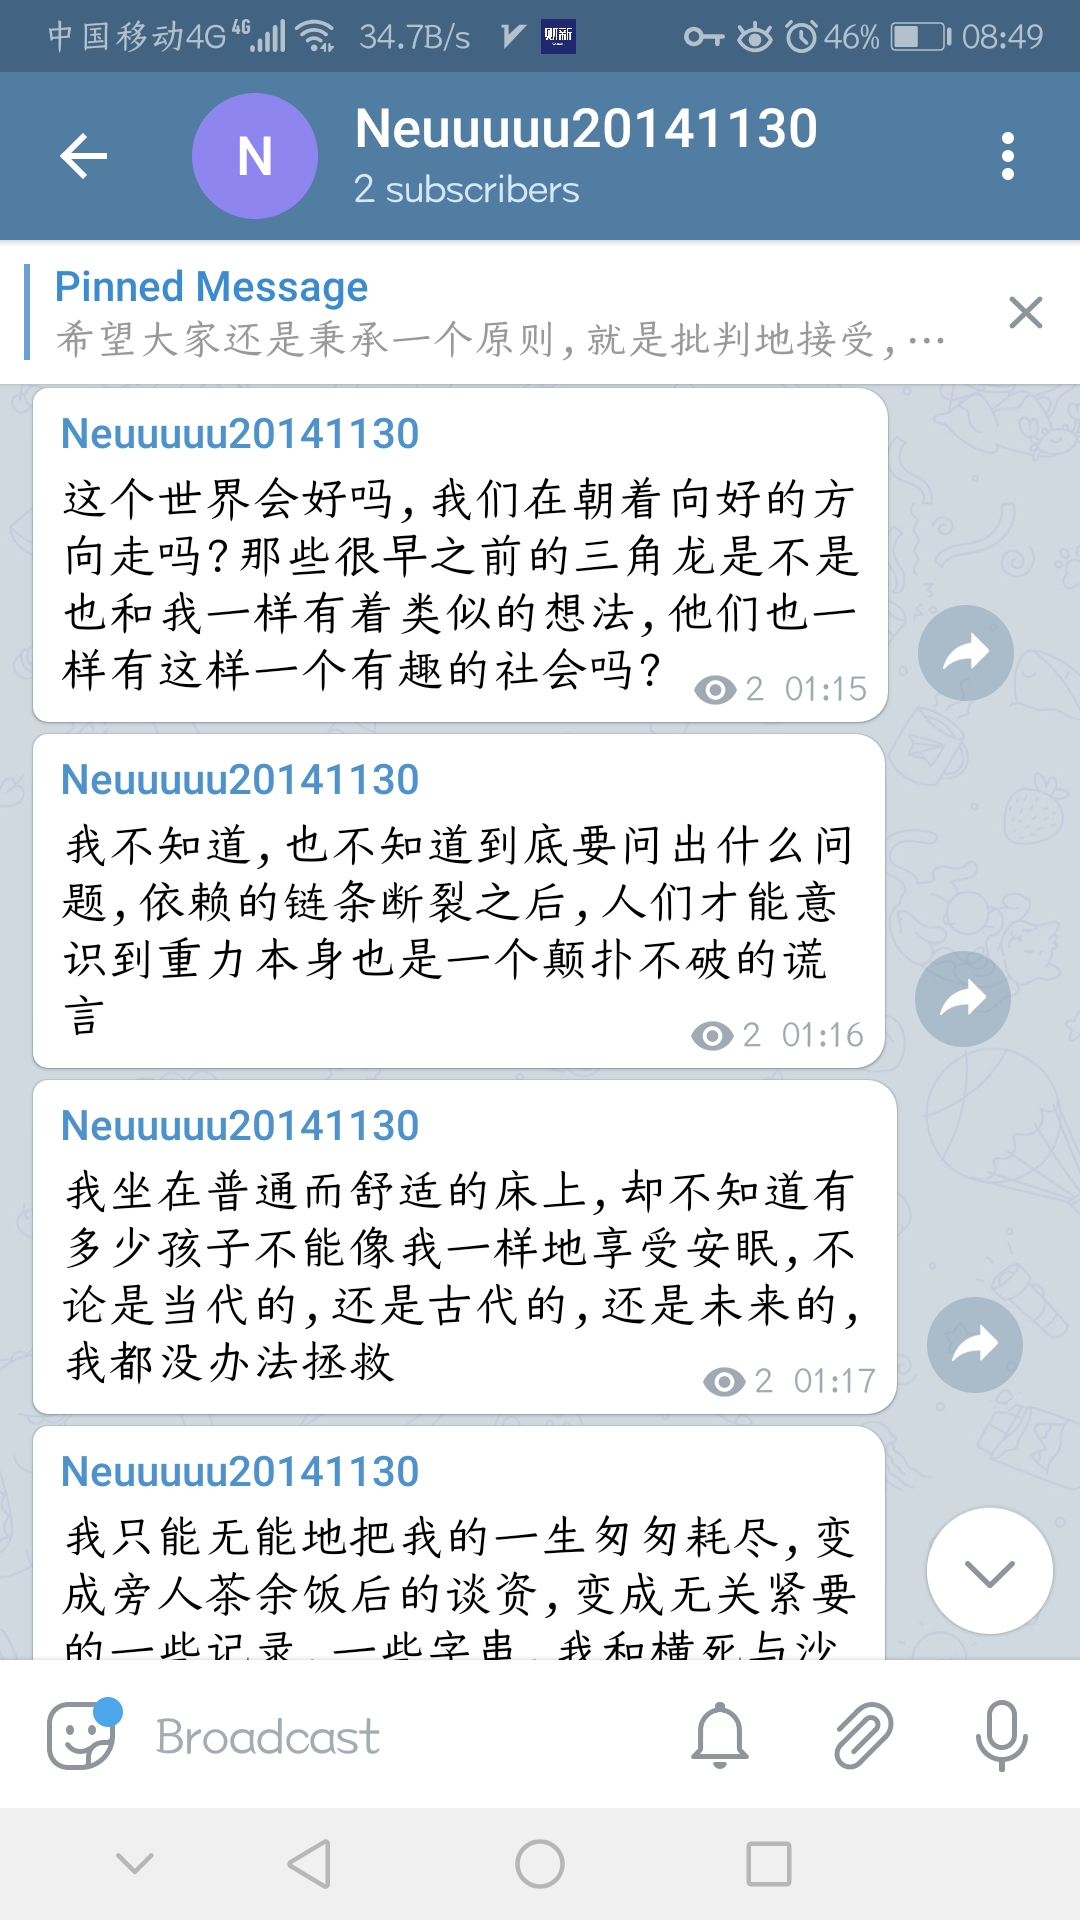 中国移动4G 4G 34.7B/s 财新 46% 08:49
N
Neuuuuu20141130
2 subscribers
Pinned Message
希望大家还是秉承一个原则,就是批判地接受,…
Neuuuuu20141130
这个世界会好吗,我们在朝着向好的方
向走吗?那些很早之前的三角龙是不是
也和我一样有着类似的想法,他们也一
样有这样一个有趣的社会吗?
2 01:15
Neuuuuu20141130
我不知道,也不知道到底要问出什么问
题,依赖的链条断裂之后,人们才能意
识到重力本身也是一个颠扑不破的谎
言
2 01:16
Neuuuuu20141130
我坐在普通而舒适的床上,却不知道有
多少孩子不能像我一样地享受安眠,不
论是当代的,还是古代的,还是未来的,
我都没办法拯救
2 01:17
Neuuuuu20141130
我只能无能地把我的一生匆匆耗尽,变
成旁人茶余饭后的谈资,变成无关紧要
的一些记录,一些字串,我和横死与沙
Broadcast